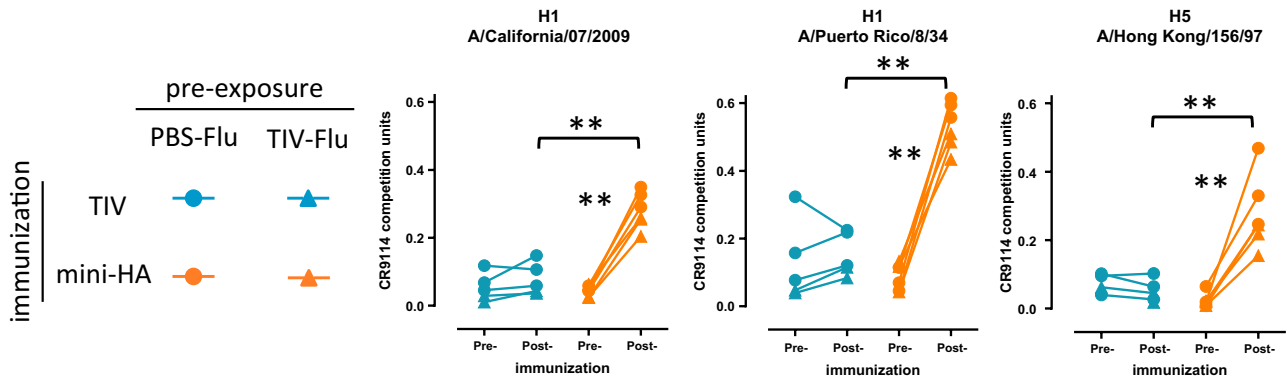 pre-exposure
PBS-Flu TIV-Flu
immunization
TIV
mini-HA
H1
A/California/07/2009
CR9114 competition units
0.6
0.4
0.2
0.0
**
**
Pre- Post- Pre- Post-
immunization
H1
A/Puerto Rico/8/34
CR9114 competition units
0.6
0.4
0.2
0.0
**
**
Pre- Post- Pre- Post-
immunization
H5
A/Hong Kong/156/97
CR9114 competition units
0.6
0.4
0.2
0.0
**
**
Pre- Post- Pre- Post-
immunization